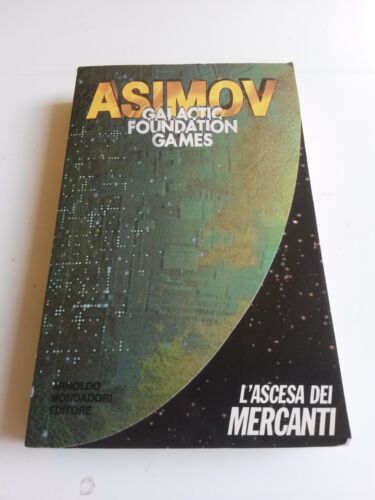 ASIMOV
GALACTIC
FOUNDATION
GAMES
ARNOLDO
MONDADORI
EDITORE
L'ASCESA DEI
MERCANTI